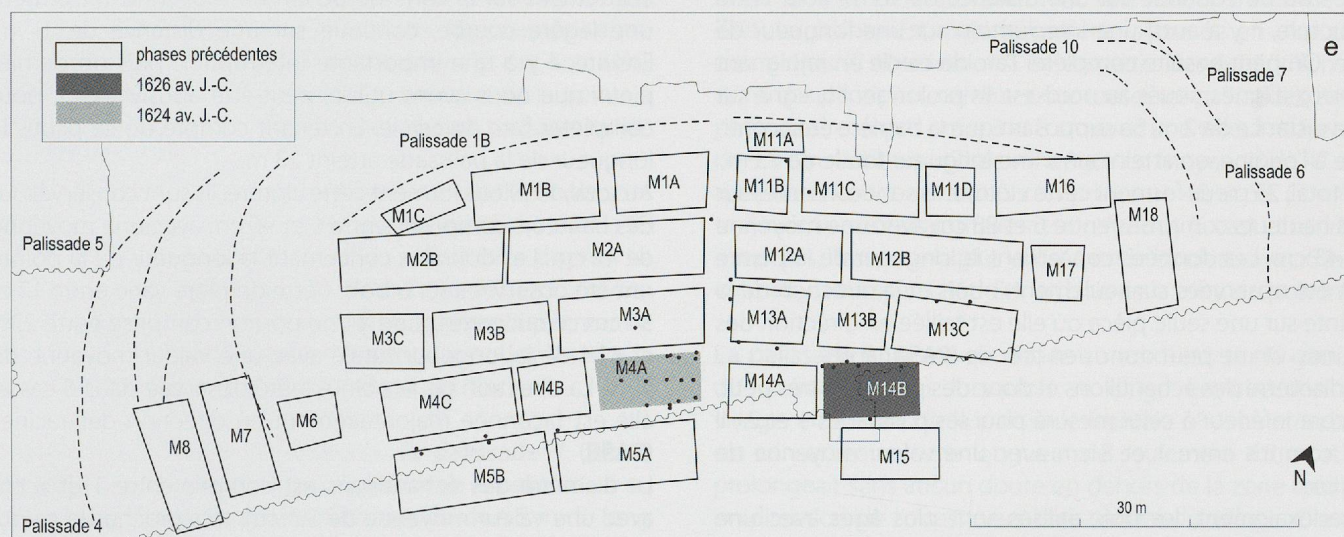 e
phases précédentes
1626 av. J.-C.
1624 av. J.-C.
Palissade 10
Palissade 7
Palissade 1B
Palissade 6
Palissade 5
Palissade 4
M11A
M1C
M1B
M1A
M11B
M11C
M11D
M16
M18
M2B
M2A
M12A
M12B
M17
M3C
M3B
M3A
M13A
M13B
M13C
M4A
M4B
M4C
M14A
M14B
M6
M7
M8
M5B
M5A
M15
N
30 m